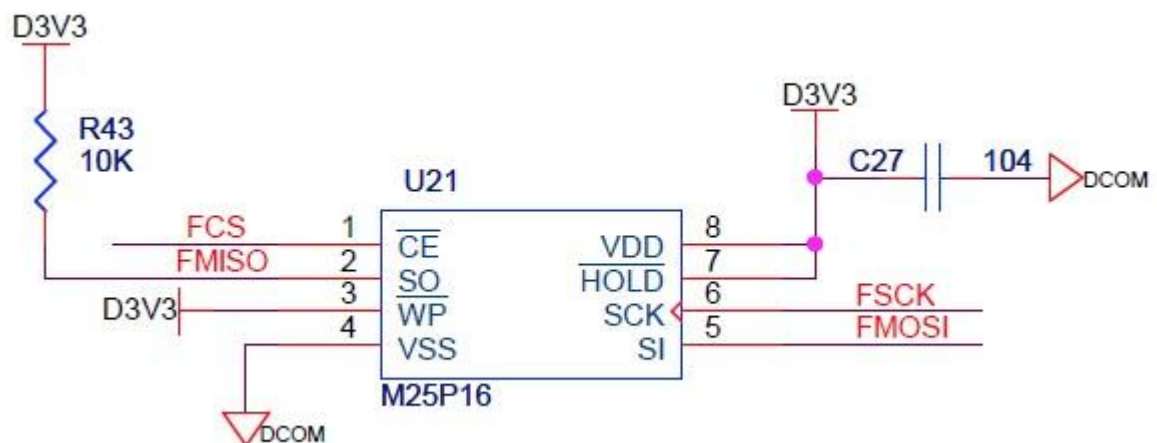 D3V3
R43
10K
D3V3
C27
104
DCOM
U21
FCS
1
CE
VDD
8
FMISO
2
SO
HOLD
7
D3V3
3
WP
SCK
6
FSCK
4
VSS
SI
5
FMOSI
M25P16
DCOM